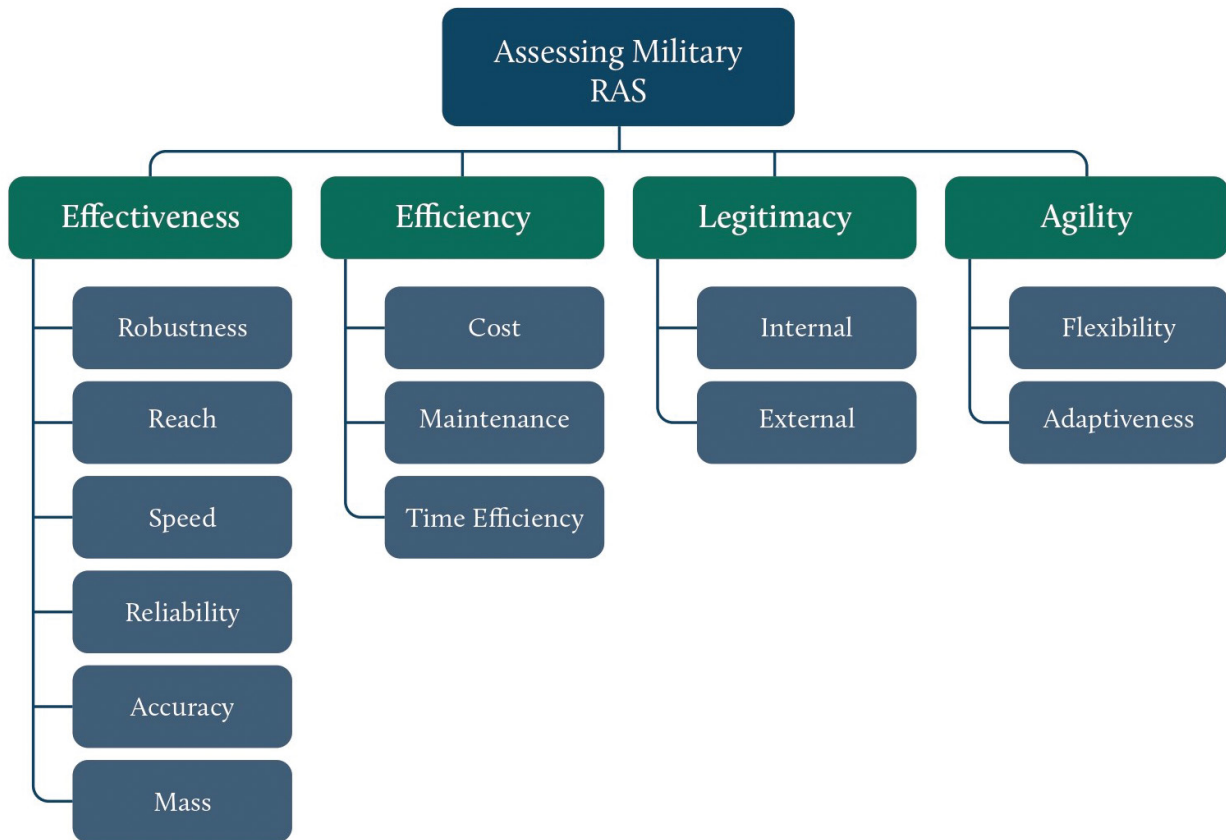 Assessing Military
RAS
Effectiveness
Robustness
Reach
Speed
Reliability
Accuracy
Mass
Efficiency
Cost
Maintenance
Time Efficiency
Legitimacy
Internal
External
Agility
Flexibility
Adaptiveness